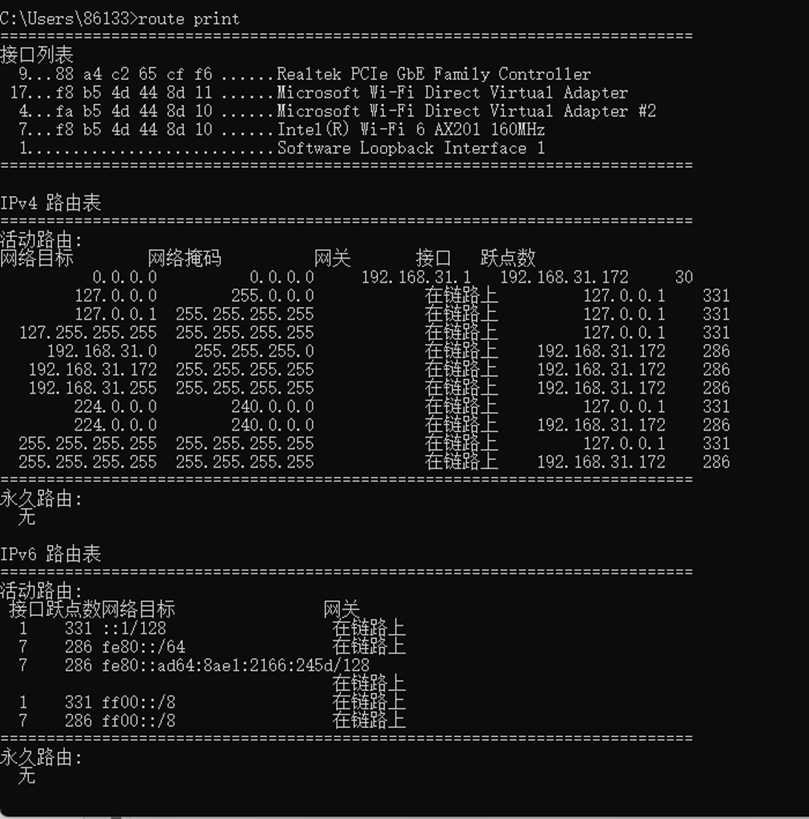 C:\Users\86133>route print
===========================================================================
接口列表
  9...88 a4 c2 65 cf f6 ......Realtek PCIe GbE Family Controller
 17...f8 b5 4d 44 8d 11 ......Microsoft Wi-Fi Direct Virtual Adapter
  4...fa b5 4d 44 8d 10 ......Microsoft Wi-Fi Direct Virtual Adapter #2
  7...f8 b5 4d 44 8d 10 ......Intel(R) Wi-Fi 6 AX201 160MHz
  1...........................Software Loopback Interface 1
===========================================================================
IPv4 路由表
===========================================================================
活动路由:
网络目标        网络掩码          网关       接口   跃点数
          0.0.0.0          0.0.0.0     192.168.31.1   192.168.31.172     30
        127.0.0.0        255.0.0.0            在链路上         127.0.0.1    331
        127.0.0.1  255.255.255.255            在链路上         127.0.0.1    331
  127.255.255.255  255.255.255.255            在链路上         127.0.0.1    331
     192.168.31.0    255.255.255.0            在链路上    192.168.31.172    286
   192.168.31.172  255.255.255.255            在链路上    192.168.31.172    286
   192.168.31.255  255.255.255.255            在链路上    192.168.31.172    286
        224.0.0.0        240.0.0.0            在链路上         127.0.0.1    331
        224.0.0.0        240.0.0.0            在链路上    192.168.31.172    286
  255.255.255.255  255.255.255.255            在链路上         127.0.0.1    331
  255.255.255.255  255.255.255.255            在链路上    192.168.31.172    286
===========================================================================
永久路由:
  无
IPv6 路由表
===========================================================================
活动路由:
 接口跃点数网络目标                网关
  1    331 ::1/128                  在链路上
  7    286 fe80::/64                在链路上
  7    286 fe80::ad64:8ae1:2166:245d/128
                                    在链路上
  1    331 ff00::/8                 在链路上
  7    286 ff00::/8                 在链路上
===========================================================================
永久路由:
  无